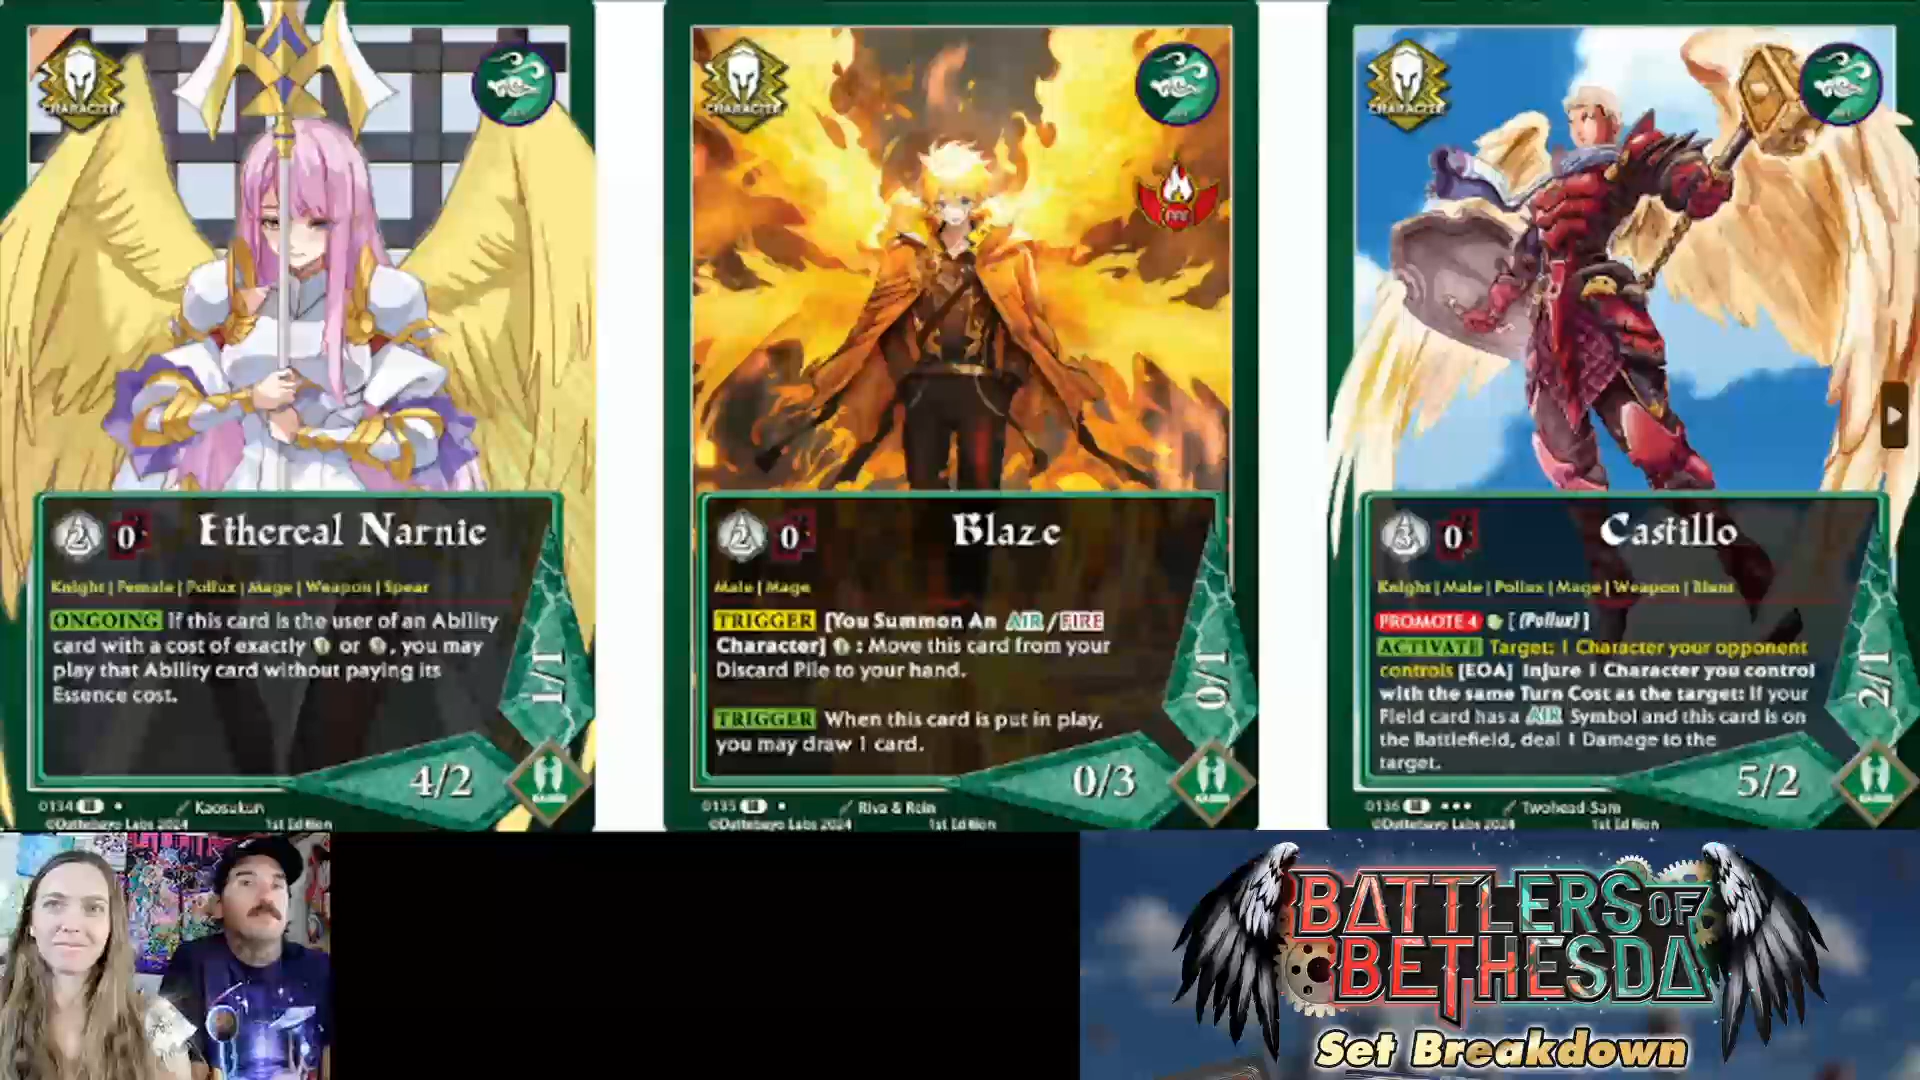 CHARACTER
2 0 Ethereal Narnie
Knight | Female | Pollux | Mage | Weapon | Spear
ONGOING If this card is the user of an Ability
card with a cost of exactly or , you may
play that Ability card without paying its
Essence cost.
1/1
4/2
0134 Kaosukun
©Dattebayo Labs 2024 1st Edition
CHARACTER
2 0 Blaze
Male | Mage
TRIGGER [You Summon An AIR/FIRE
Character] : Move this card from your
Discard Pile to your hand.
TRIGGER When this card is put in play,
you may draw 1 card.
0/1
0/3
0135 Riva & Rein
©Dattebayo Labs 2024 1st Edition
CHARACTER
3 0 Castillo
Knight | Male | Pollux | Mage | Weapon | Blunt
PROMOTE 4 [ (Pollux) ]
ACTIVATE Target: 1 Character your opponent
controls [EOA] Injure 1 Character you control
with the same Turn Cost as the target: If your
Field card has a AIR Symbol and this card is on
the Battlefield, deal 1 Damage to the
target.
2/1
5/2
0136 Twohead Sam
©Dattebayo Labs 2024 1st Edition
BATTLERS OF
BETHESDA
Set Breakdown